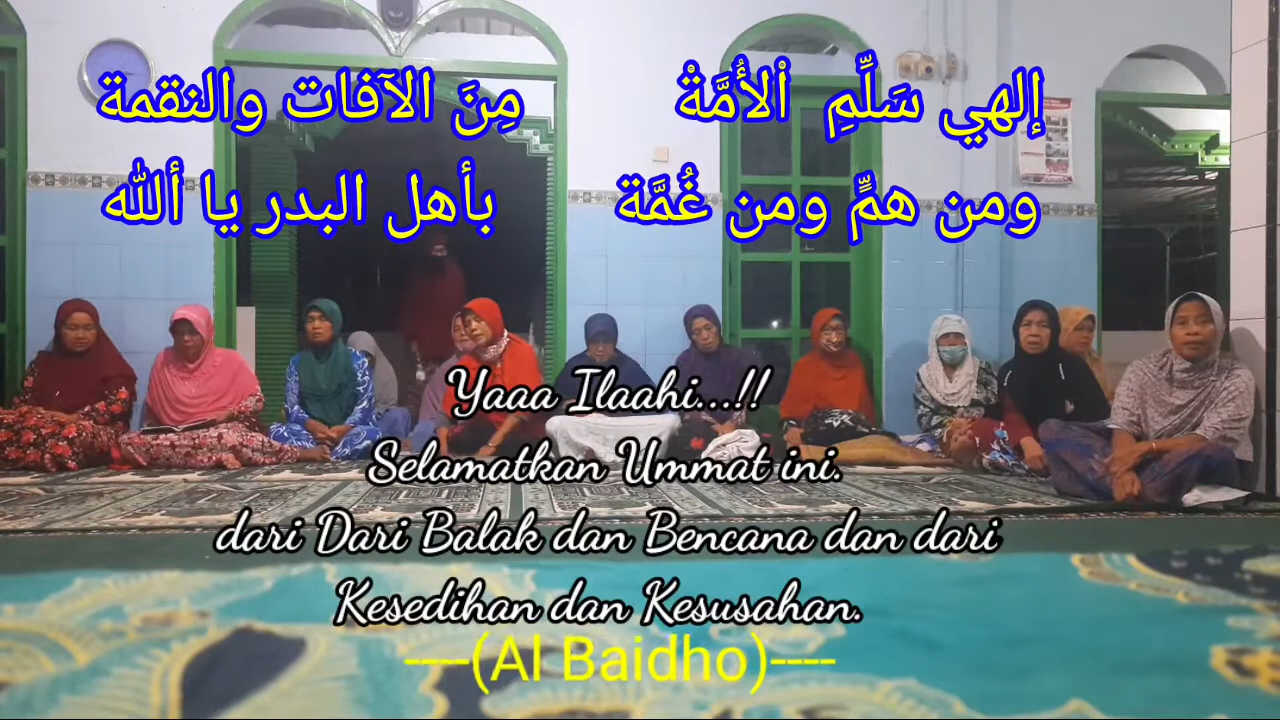 إلهي سَلِّمِ اْلأُمَّةْ مِنَ الآفات والنقمة
ومن همٍّ ومن غُمَّة بأهل البدر يا ألله
Yaaa Ilaahi...!!
Selamatkan Ummat ini.
dari Dari Balak dan Bencana dan dari
Kesedihan dan Kesusahan.
----(Al Baidho)----